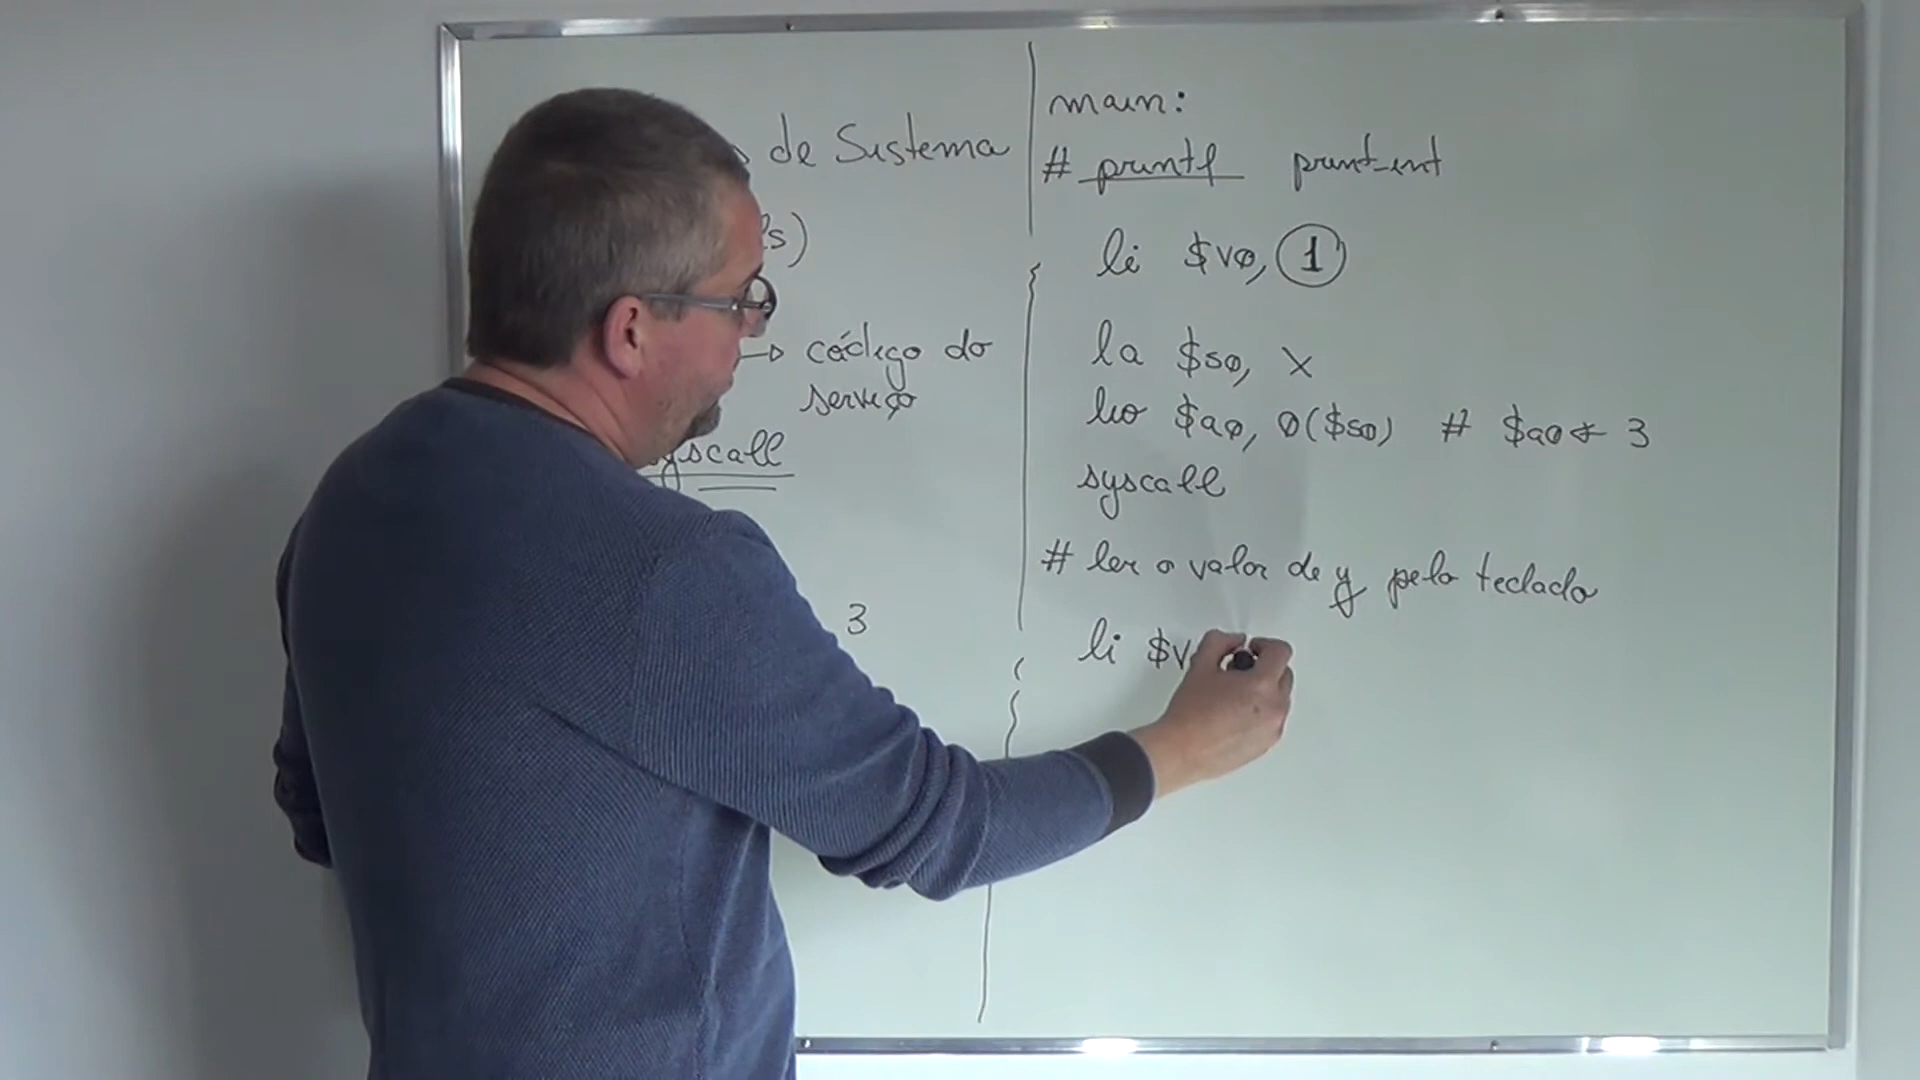 de Sistema
s)
código do
serviço
syscall
3
main:
# printf print_int
li $v0, 1
la $s0, X
lw $a0, 0($s0) # $a0 ← 3
syscall
# ler o valor de y pelo teclado
li $v